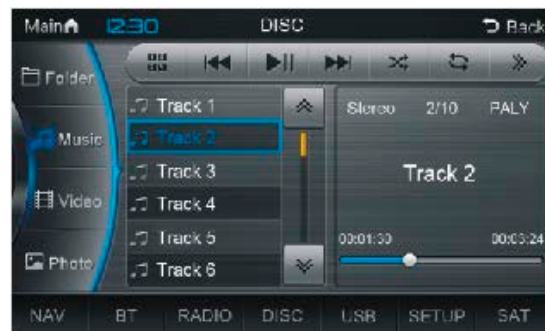 Main 12:30 DISC Back
Folder
Music
Video
Photo
Track 1
Track 2
Track 3
Track 4
Track 5
Track 6
Stereo 2/10 PALY
Track 2
00:01:30 00:03:24
NAV BT RADIO DISC USB SETUP SAT